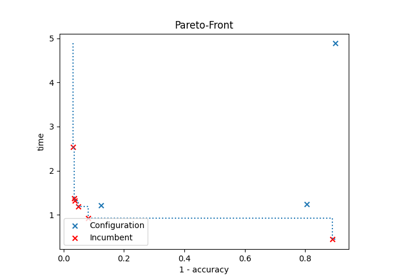 Pareto-Front
5
4
3
2
1
time
Configuration
Incumbent
0.0 0.2 0.4 0.6 0.8
1 - accuracy